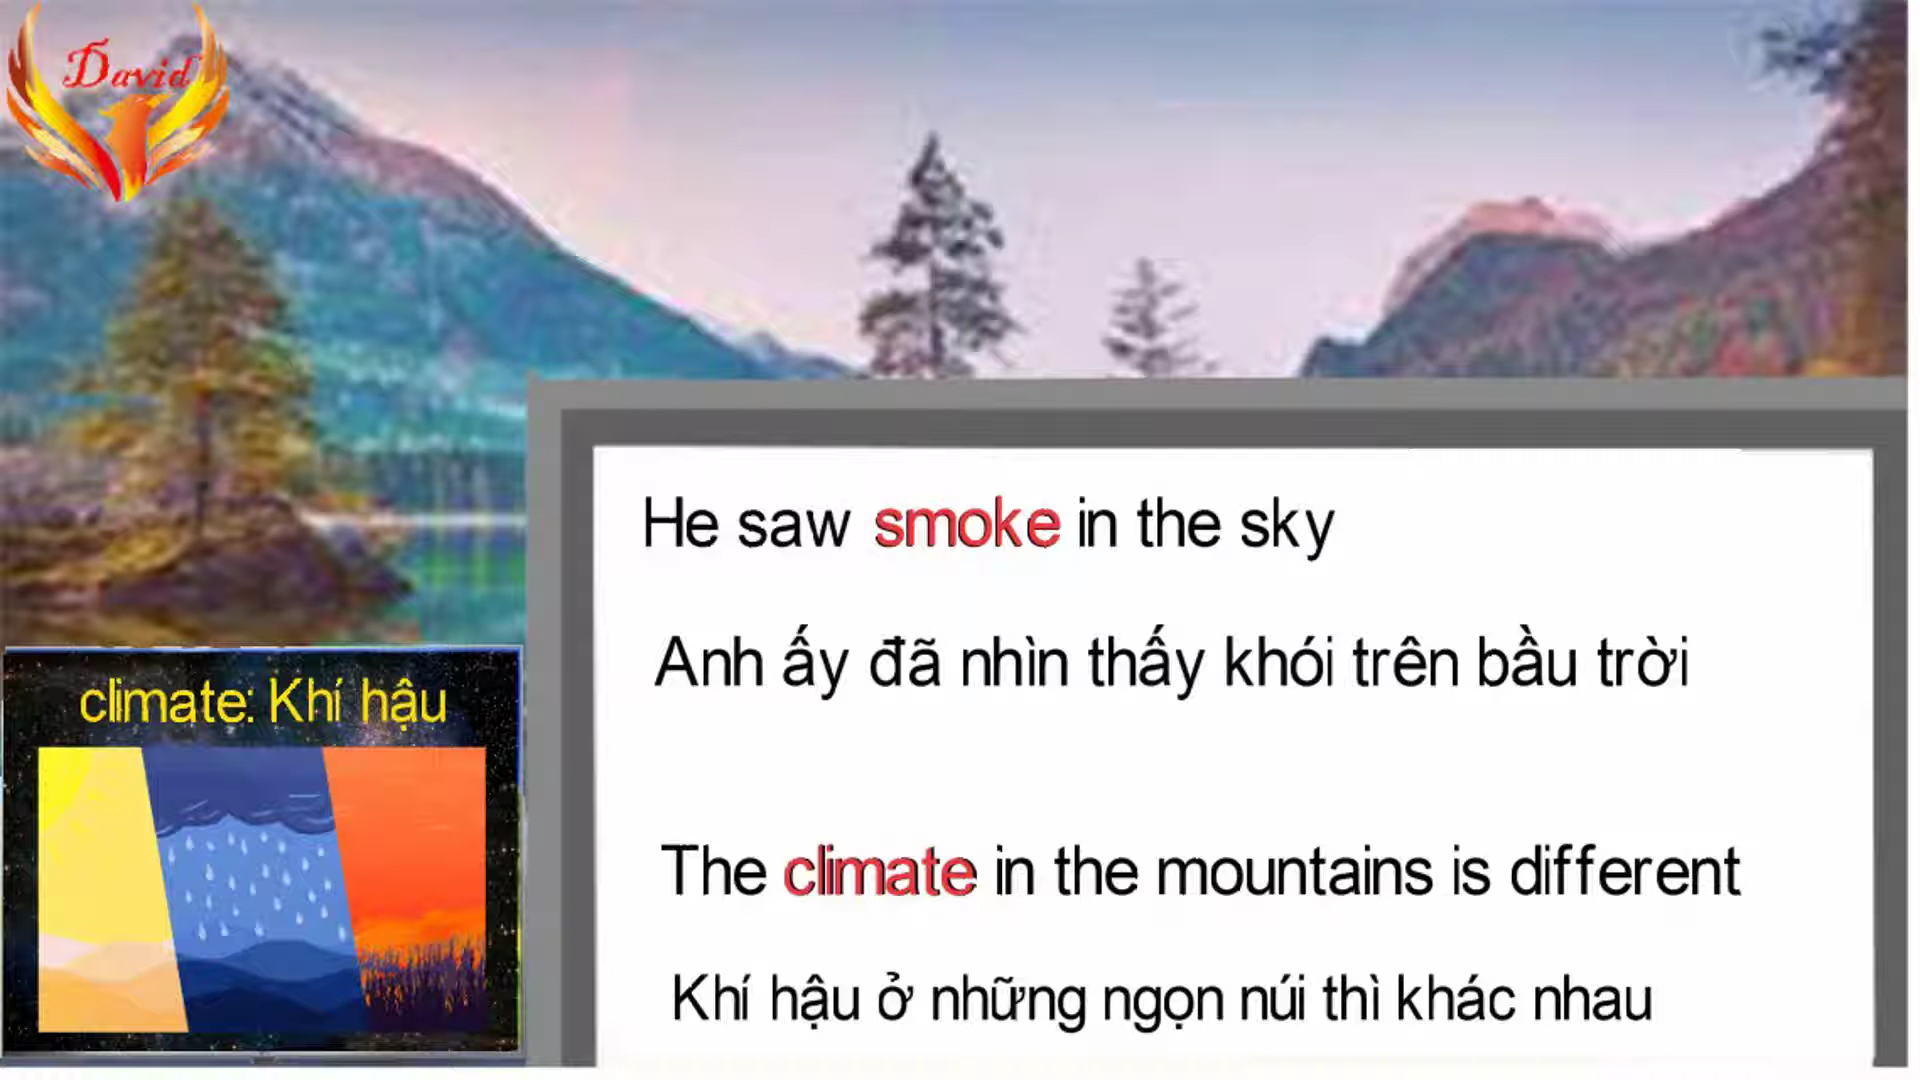 David
He saw smoke in the sky
Anh ấy đã nhìn thấy khói trên bầu trời
climate: Khí hậu
The climate in the mountains is different
Khí hậu ở những ngọn núi thì khác nhau